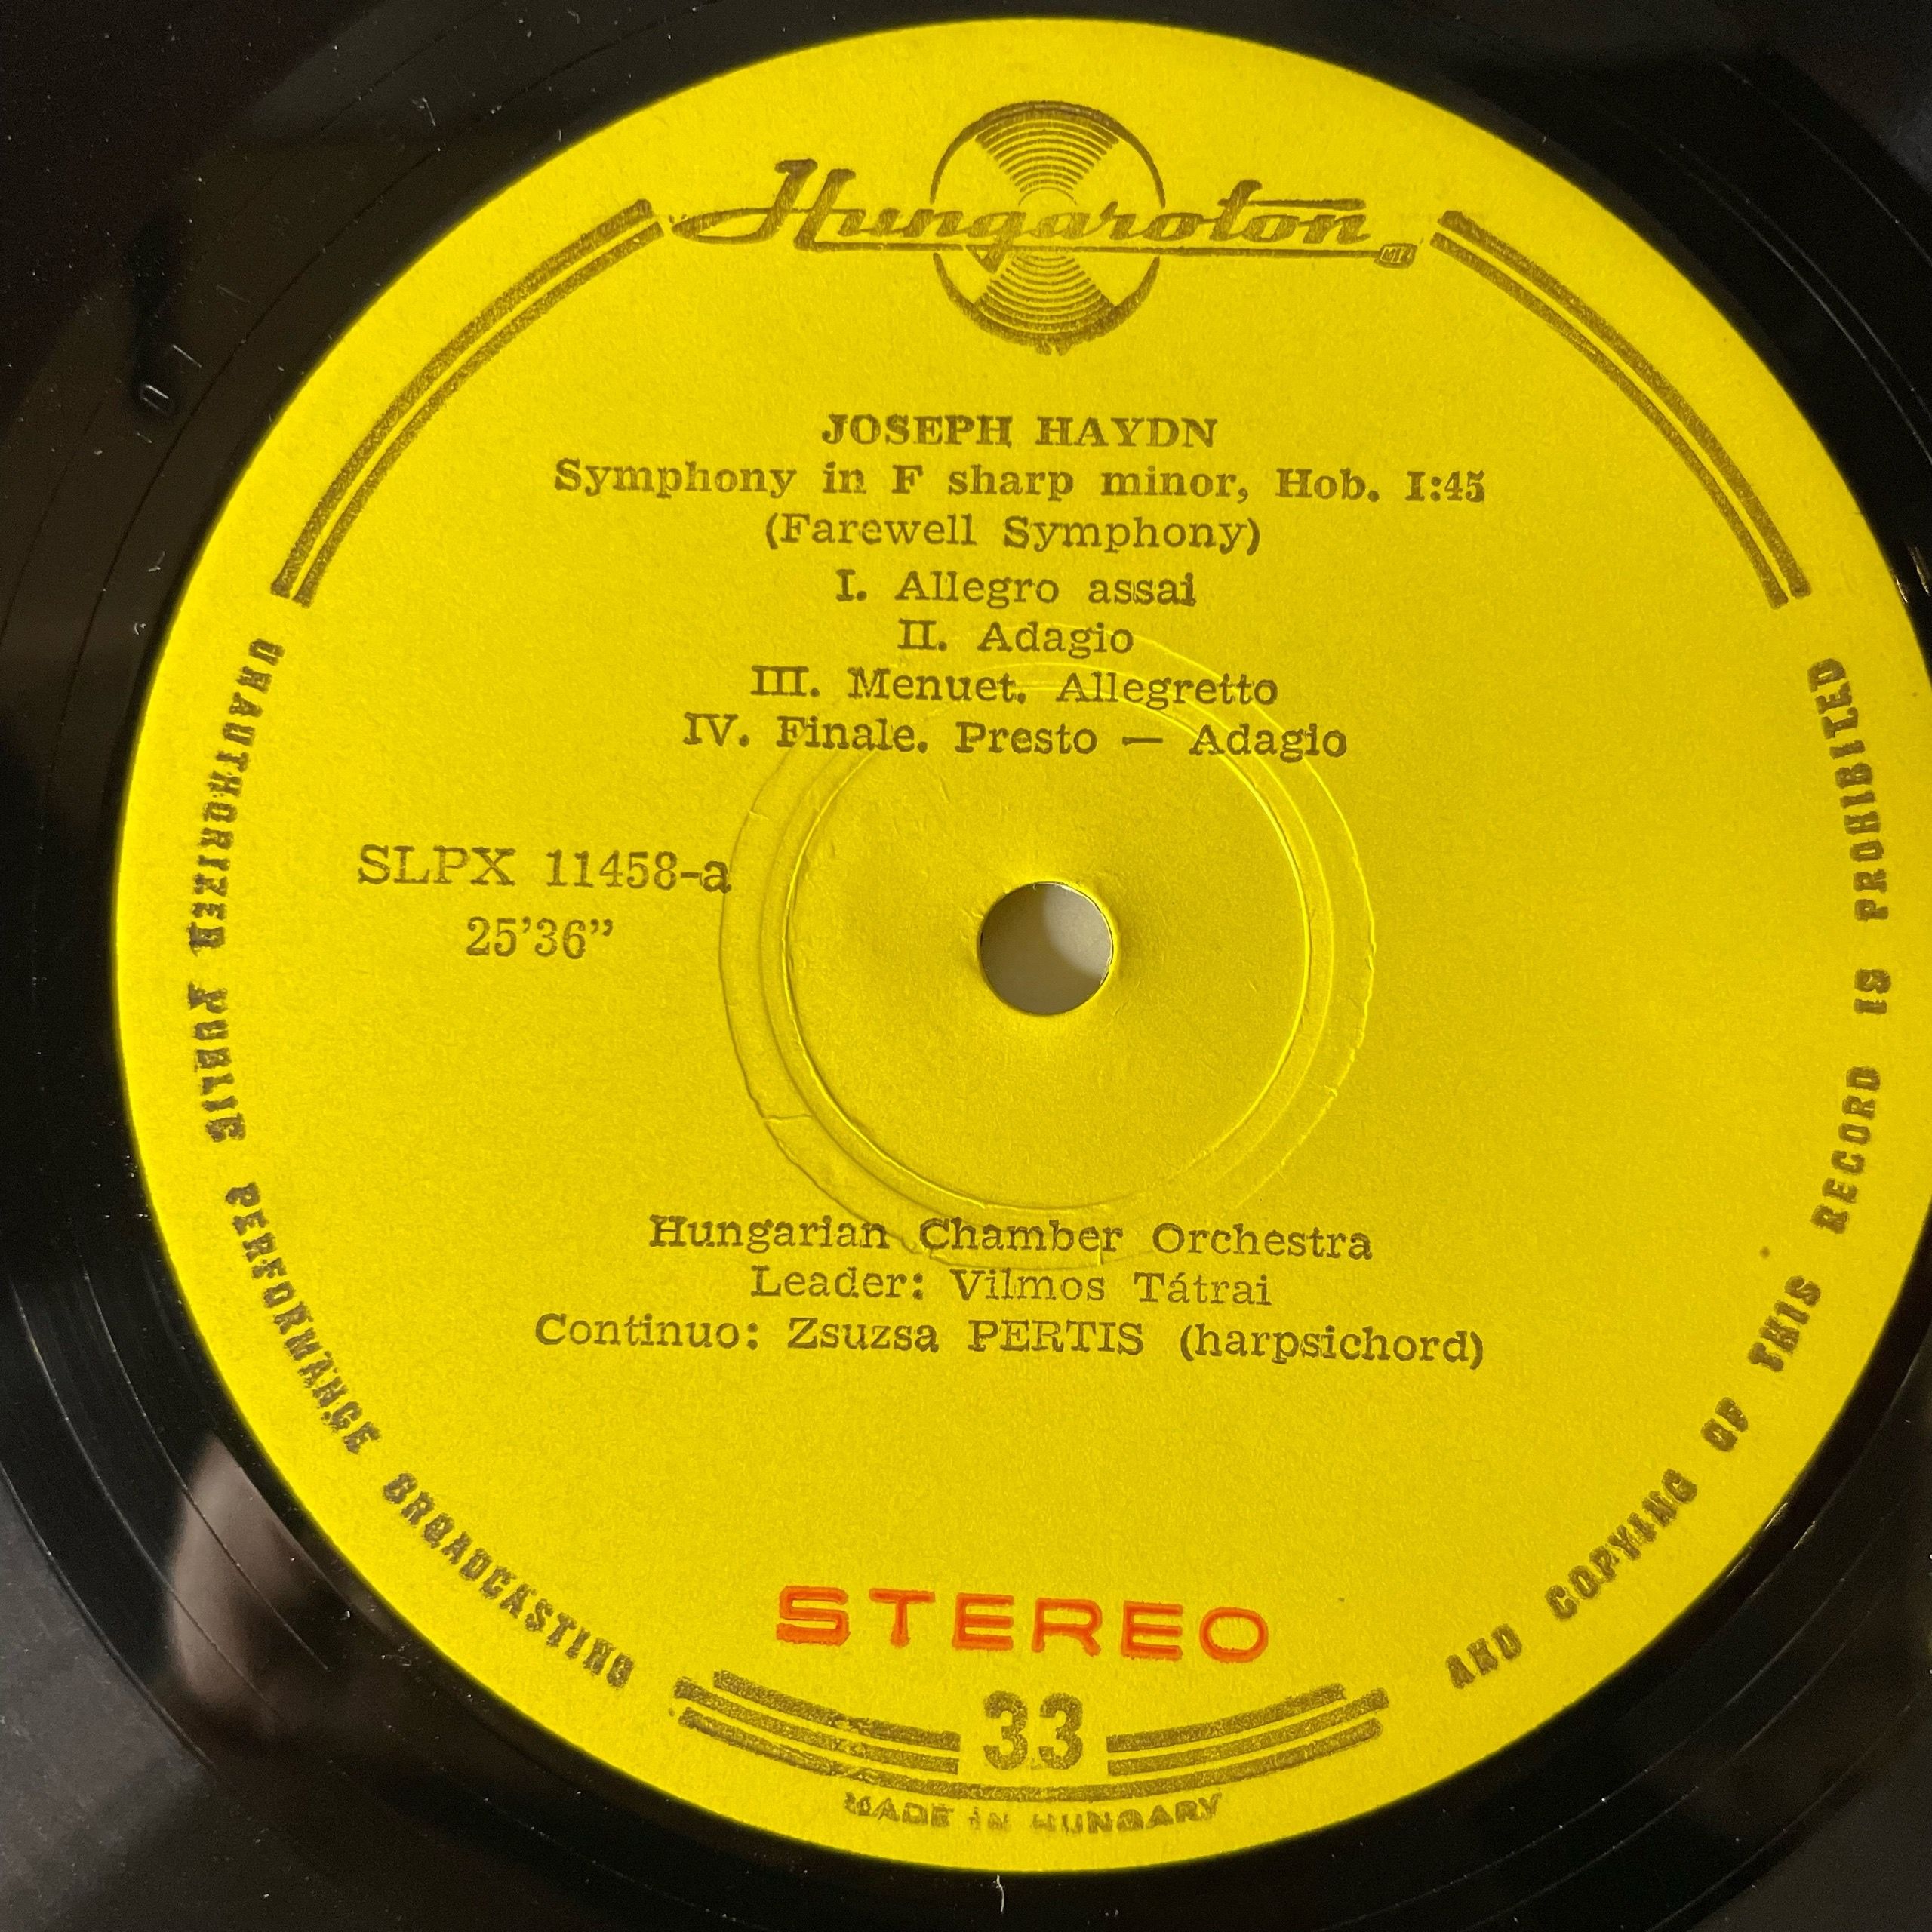 Hungaroton
JOSEPH HAYDN
Symphony in F sharp minor, Hob. I:45
(Farewell Symphony)
I. Allegro assai
II. Adagio
III. Menuet. Allegretto
IV. Finale. Presto — Adagio
SLPX 11458-a
25’36”
Hungarian Chamber Orchestra
Leader: Vilmos Tátrai
Continuo: Zsuzsa PERTIS (harpsichord)
STEREO
33
MADE IN HUNGARY
UNAUTHORIZED PUBLIC PERFORMANCE BROADCASTING AND COPYING OF THIS RECORD IS PROHIBITED